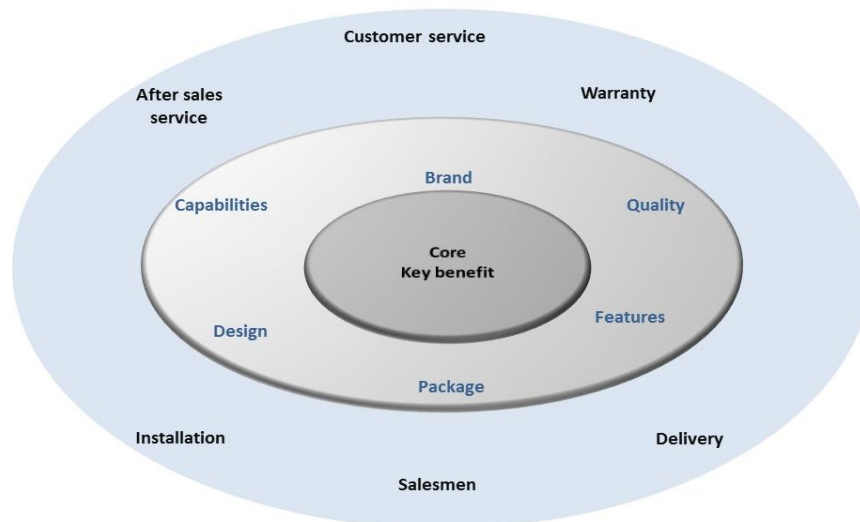 Customer service
After sales
service
Warranty
Brand
Capabilities
Quality
Core
Key benefit
Design
Features
Package
Installation
Delivery
Salesmen